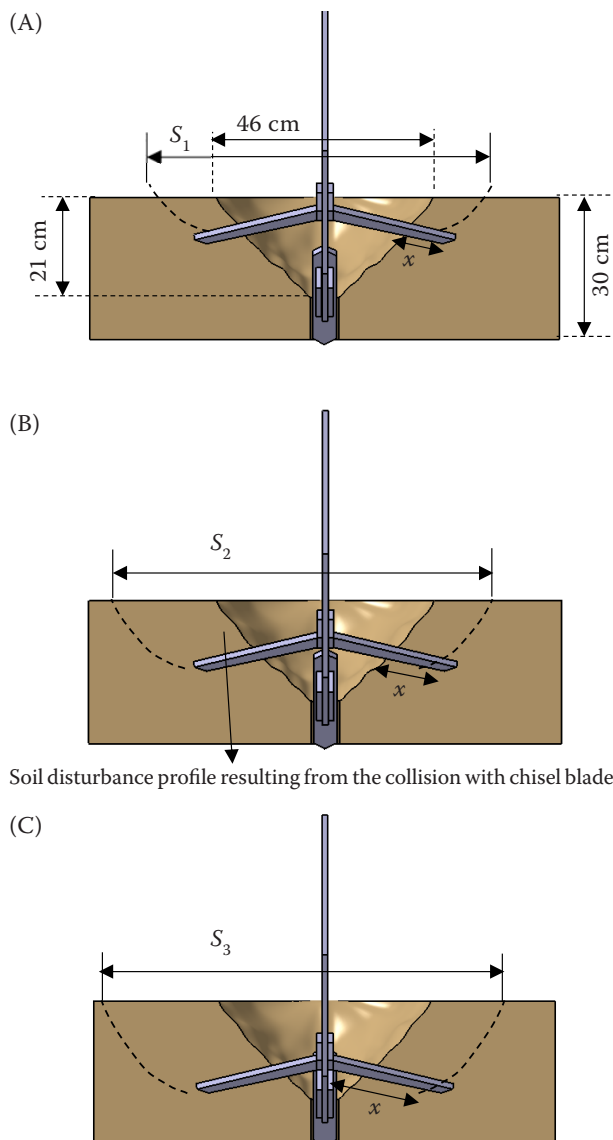 (A)
46 cm
S₁
21 cm
x
30 cm
(B)
S₂
x
Soil disturbance profile resulting from the collision with chisel blade
(C)
S₃
x